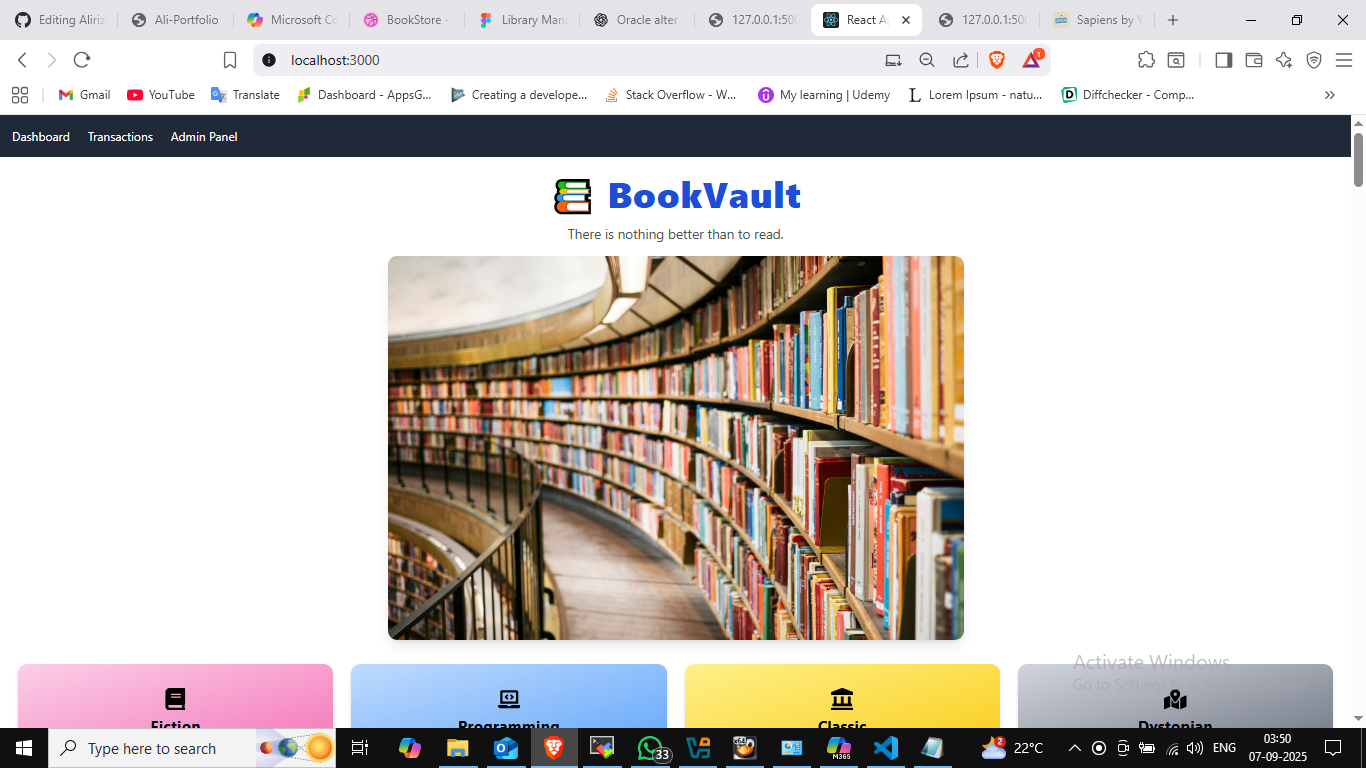 Editing Aliriz
Ali-Portfolio
Microsoft Co
BookStore -
Library Mana
Oracle alter
127.0.0.1:500
React Ap
127.0.0.1:500
Sapiens by Y
localhost:3000
1
Gmail
YouTube
Translate
Dashboard - AppsG...
Creating a develope...
Stack Overflow - W...
My learning | Udemy
Lorem Ipsum - natu...
Diffchecker - Comp...
Dashboard
Transactions
Admin Panel
BookVault
There is nothing better than to read.
Fiction
Programming
Classic
Dystopian
Activate Windows
Go to Settings
Type here to search
33
M365
2
22°C
ENG
03:50
07-09-2025